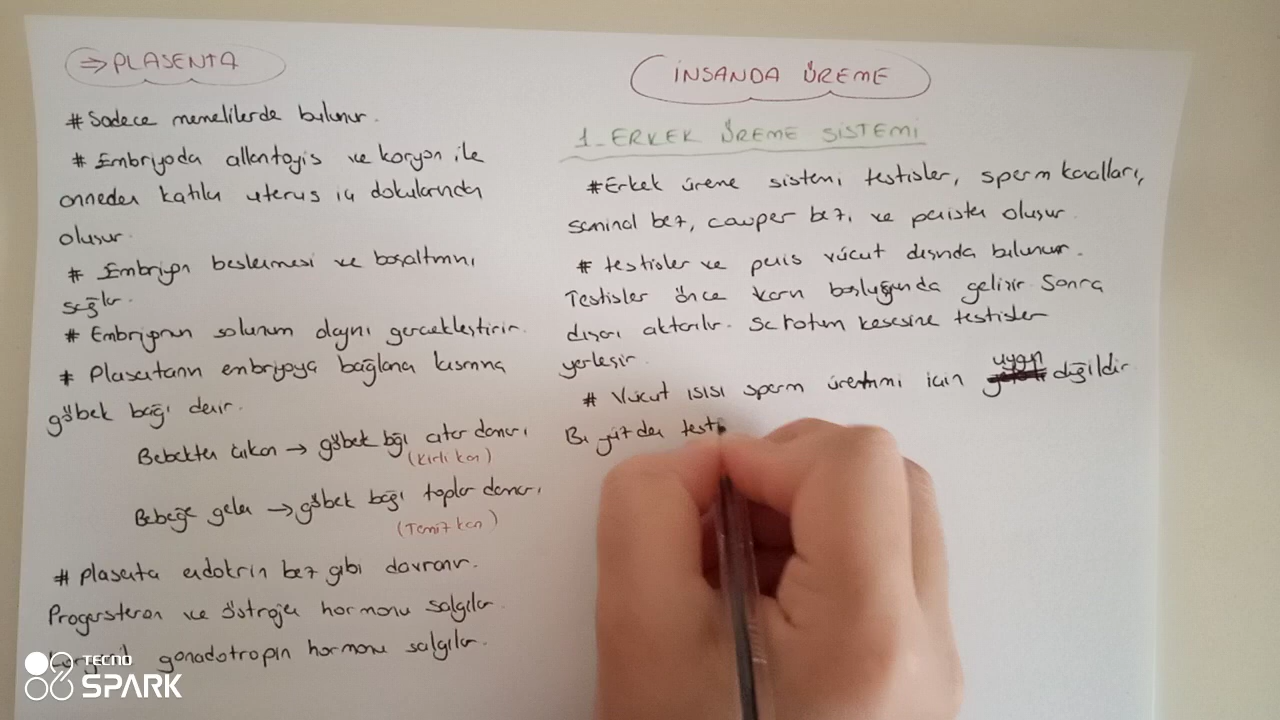 ⇒ PLASENTA
# Sadece memelilerde bulunur.
# Embriyoda allantoyis ve koryon ile
anneden katılan uterus iç dokularından
oluşur.
# Embriyon beslenmesi ve boşaltımını
sağlar.
# Embriyonun solunum olayını gerçekleştirir.
# Plasentanın embriyoya bağlanan kısmına
göbek bağı denir.
Bebekten çıkan → göbek bağı atar damarı
(Kirli kan)
Bebeğe gelen → göbek bağı toplar damarı
(Temiz kan)
# Plasenta endokrin bez gibi davranır.
Progersteron ve östrojen hormonu salgılar.
gonadotropin hormonu salgılar.
İNSANDA ÜREME
1_ERKEK ÜREME SİSTEMİ
#Erkek üreme sistemi testisler, sperm kanalları,
seminal bez, cowper bezi ve penisten oluşur.
# testisler ve penis vücut dışında bulunur.
Testisler önce karın boşluğunda gelişir Sonra
dışarı aktarılır. Scrotum kesesine testisler
yerleşir.
# Vücut ısısı sperm üretimi için uygun değildir.
Bu yüzden test
TECNO
SPARK